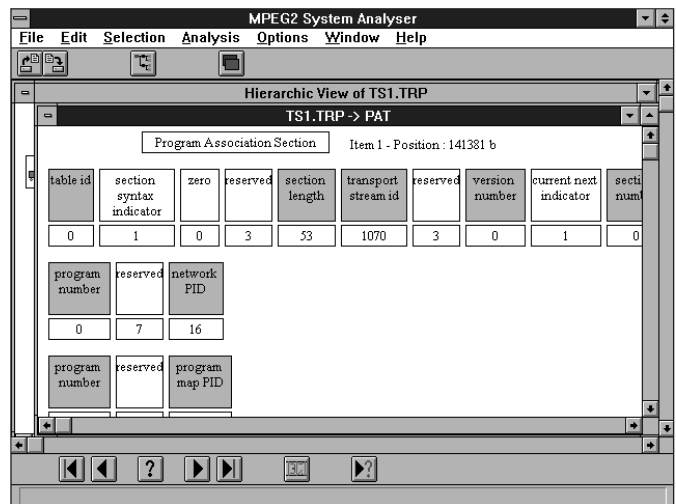 MPEG2 System Analyser
File Edit Selection Analysis Options Window Help
Hierarchic View of TS1.TRP
TS1.TRP -> PAT
Program Association Section Item 1 - Position : 141381 b
table id section syntax indicator zero reserved section length transport stream id reserved version number current next indicator secti numl
0 1 0 3 53 1070 3 0 1 0
program number reserved network PID
0 7 16
program number reserved program map PID
? ?